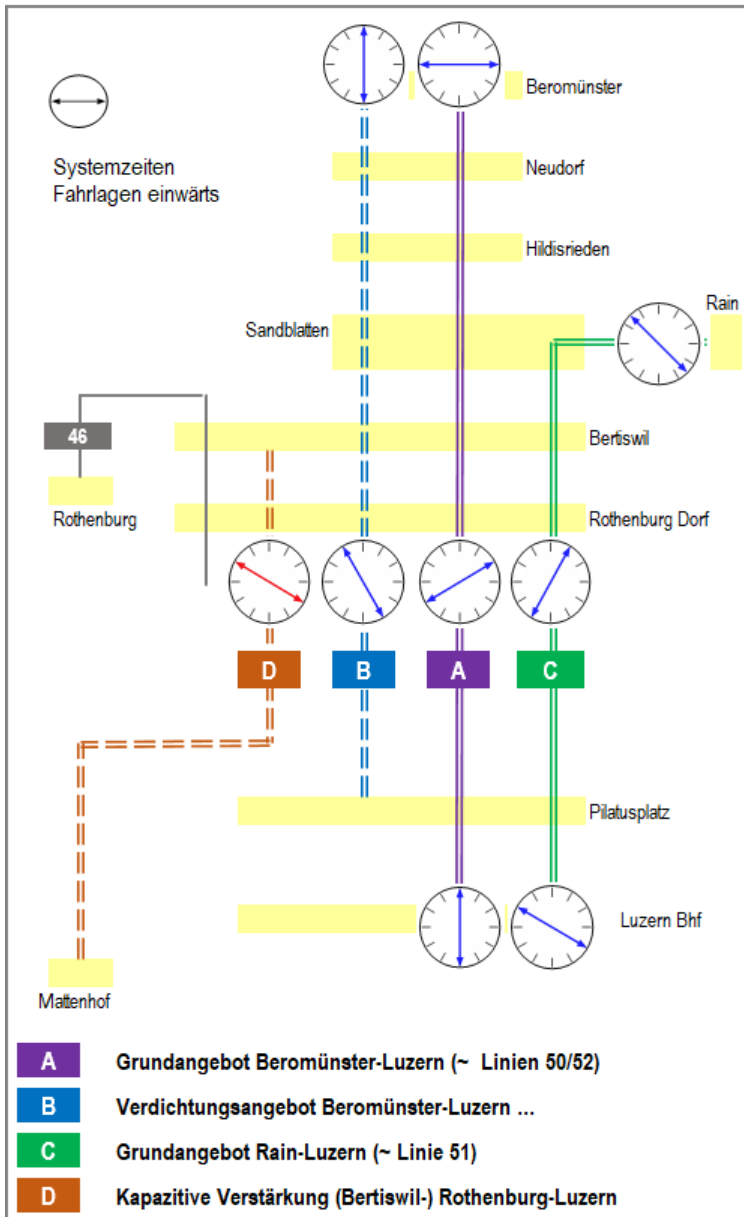 Beromünster
Systemzeiten
Fahrlagen einwärts
Neudorf
Hildisrieden
Rain
Sandblatten
46
Bertiswil
Rothenburg
Rothenburg Dorf
D
B
A
C
Pilatusplatz
Luzern Bhf
Mattenhof
A Grundangebot Beromünster-Luzern (~ Linien 50/52)
B Verdichtungsangebot Beromünster-Luzern ...
C Grundangebot Rain-Luzern (~ Linie 51)
D Kapazitive Verstärkung (Bertiswil-) Rothenburg-Luzern